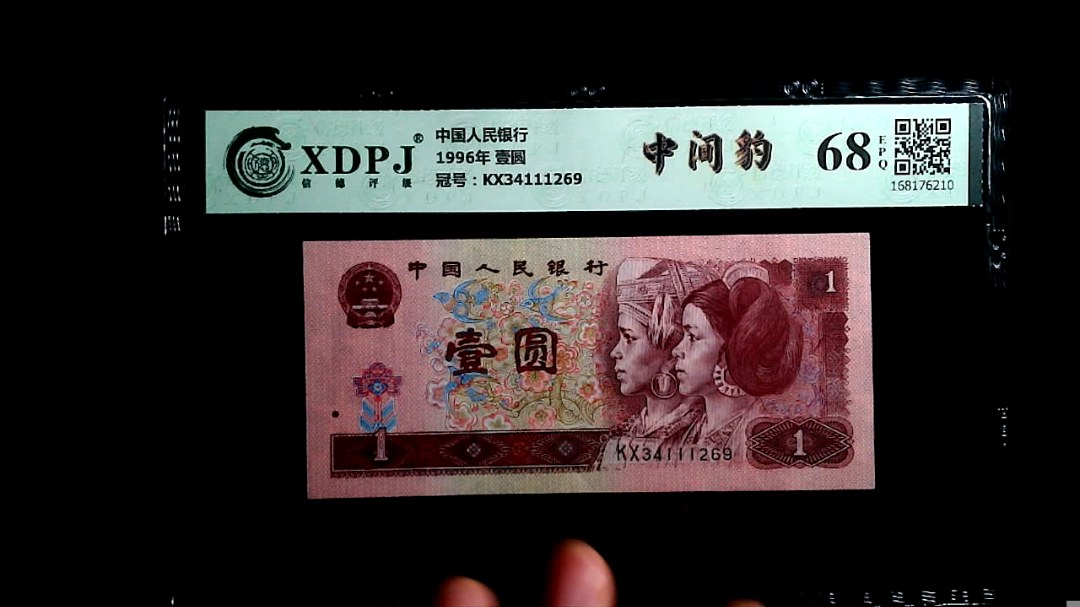 XDPJ®
信緣评级
中国人民银行
1996年 壹圆
冠号：KX34111269
中间豹
68
EPQ
168176210
中国人民银行
1
壹圆
1
KX34111269
1